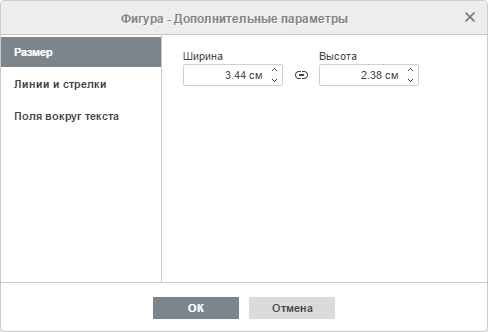 Фигура - Дополнительные параметры
Размер
Линии и стрелки
Поля вокруг текста
Ширина Высота
3.44 см 2.38 см
ОК Отмена